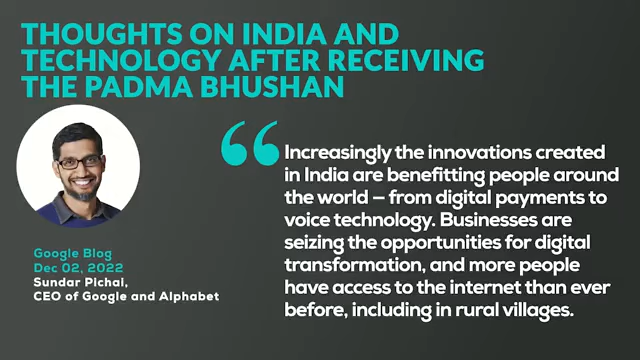 THOUGHTS ON INDIA AND
TECHNOLOGY AFTER RECEIVING
THE PADMA BHUSHAN
“
Increasingly the innovations created
in India are benefitting people around
the world – from digital payments to
voice technology. Businesses are
seizing the opportunities for digital
transformation, and more people
have access to the internet than ever
before, including in rural villages.
Google Blog
Dec 02, 2022
Sundar Pichai,
CEO of Google and Alphabet